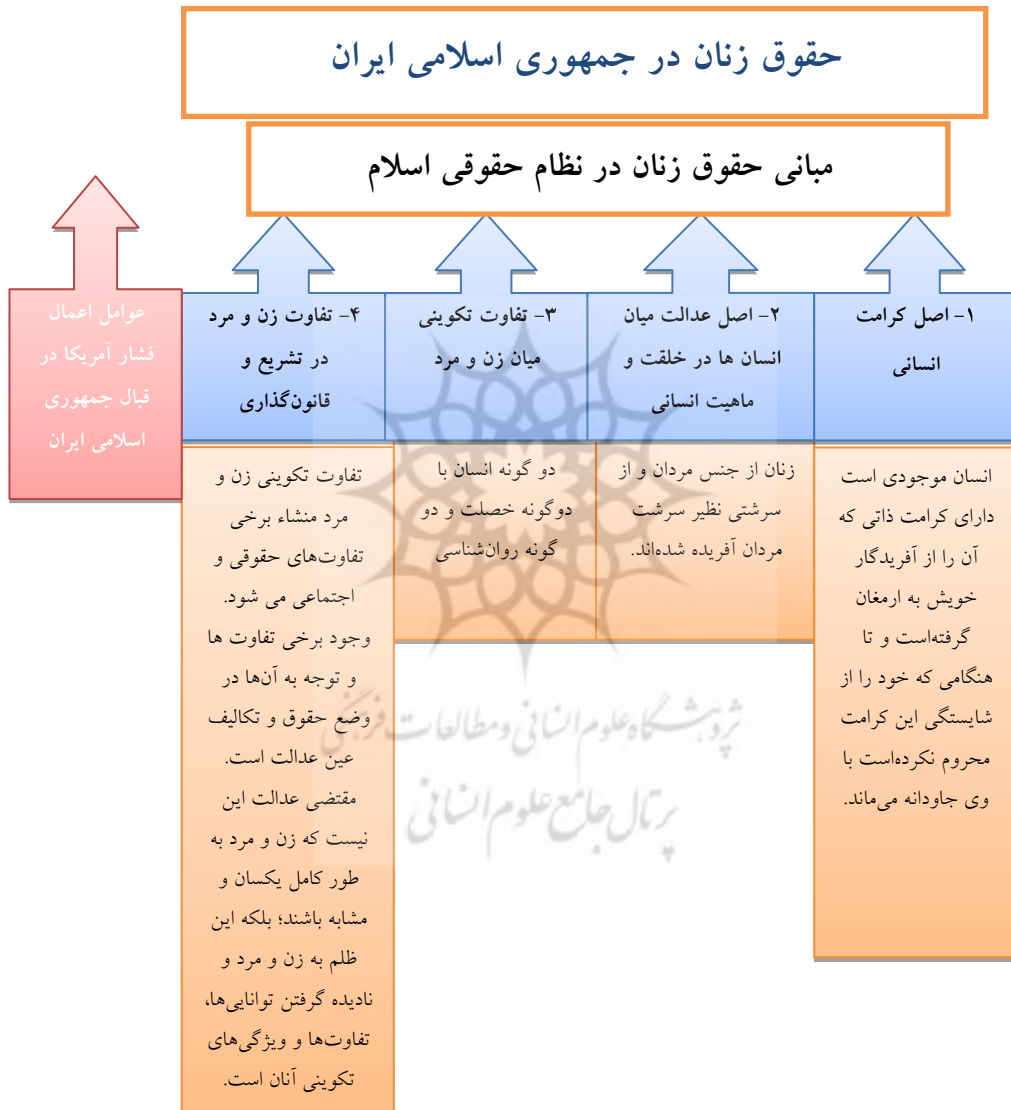 حقوق زنان در جمهوری اسلامی ایران
مبانی حقوق زنان در نظام حقوقی اسلام
۱- اصل کرامت
انسانی
۲- اصل عدالت میان
انسان ها در خلقت و
ماهیت انسانی
۳- تفاوت تکوینی
میان زن و مرد
۴- تفاوت زن و مرد
در تشریع و
قانون‌گذاری
عوامل اعمال
فشار آمریکا در
قبال جمهوری
اسلامی ایران
انسان موجودی است
دارای کرامت ذاتی که
آن را از آفریدگار
خویش به ارمغان
گرفته‌است و تا
هنگامی که خود را از
شایستگی این کرامت
محروم نکرده‌است با
وی جاودانه می‌ماند.
زنان از جنس مردان و از
سرشتی نظیر سرشت
مردان آفریده شده‌اند.
دو گونه انسان با
دوگونه خصلت و دو
گونه روان‌شناسی
تفاوت تکوینی زن و
مرد منشاء برخی
تفاوت‌های حقوقی و
اجتماعی می شود.
وجود برخی تفاوت ها
و توجه به آن‌ها در
وضع حقوق و تکالیف
عین عدالت است.
مقتضی عدالت این
نیست که زن و مرد به
طور کامل یکسان و
مشابه باشند؛ بلکه این
ظلم به زن و مرد و
نادیده گرفتن توانایی‌ها،
تفاوت‌ها و ویژگی‌های
تکوینی آنان است.
پژوهشگاه علوم انسانی و مطالعات فرهنگی
پرتال جامع علوم انسانی